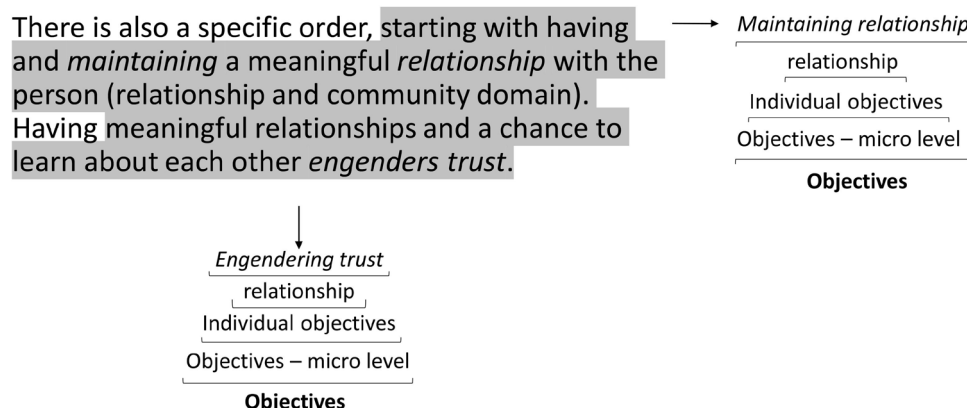 There is also a specific order, starting with having
and maintaining a meaningful relationship with the
person (relationship and community domain).
Having meaningful relationships and a chance to
learn about each other engenders trust.
Maintaining relationship
relationship
Individual objectives
Objectives – micro level
Objectives
Engendering trust
relationship
Individual objectives
Objectives – micro level
Objectives